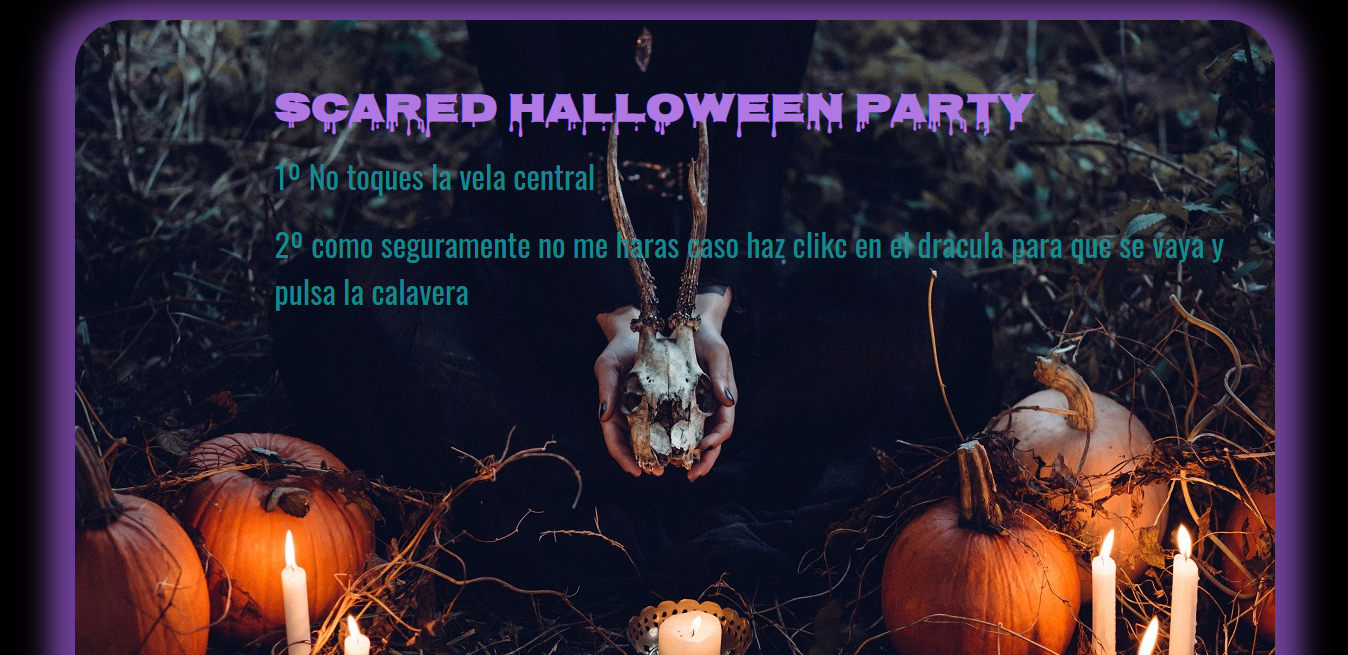 SCARED HALLOWEEN PARTY
1º No toques la vela central
2º como seguramente no me haras caso haz clikc en el dracula para que se vaya y
pulsa la calavera